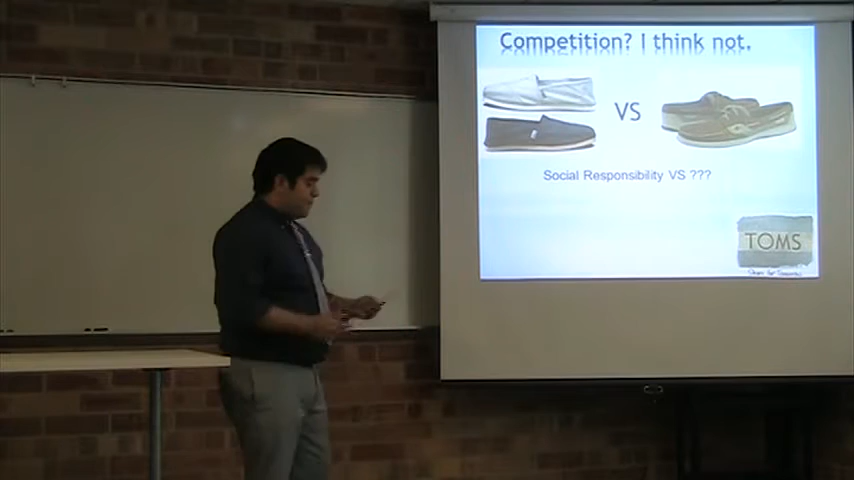 Competition? I think not.
VS
Social Responsibility VS ???
TOMS